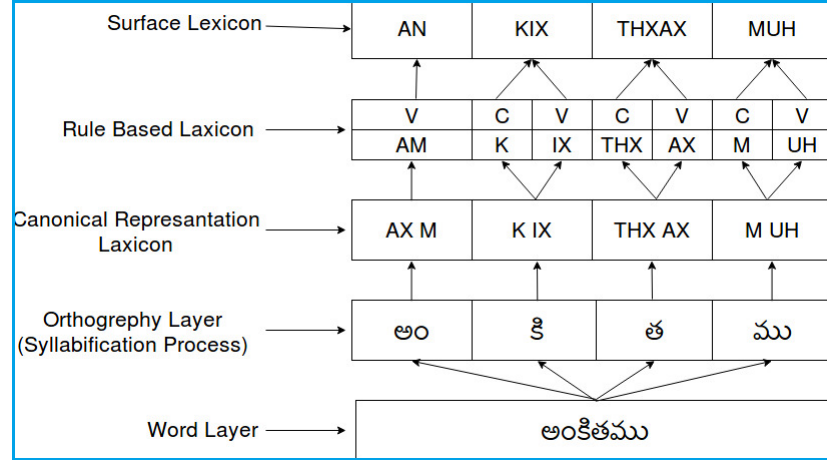 Surface Lexicon AN KIX THXAX MUH
V C V C V C V
Rule Based Laxicon
AM K IX THX AX M UH
Canonical Represantation
Laxicon
AX M K IX THX AX M UH
Orthogrephy Layer
(Syllabification Process)
అం కి త ము
Word Layer అంకితము